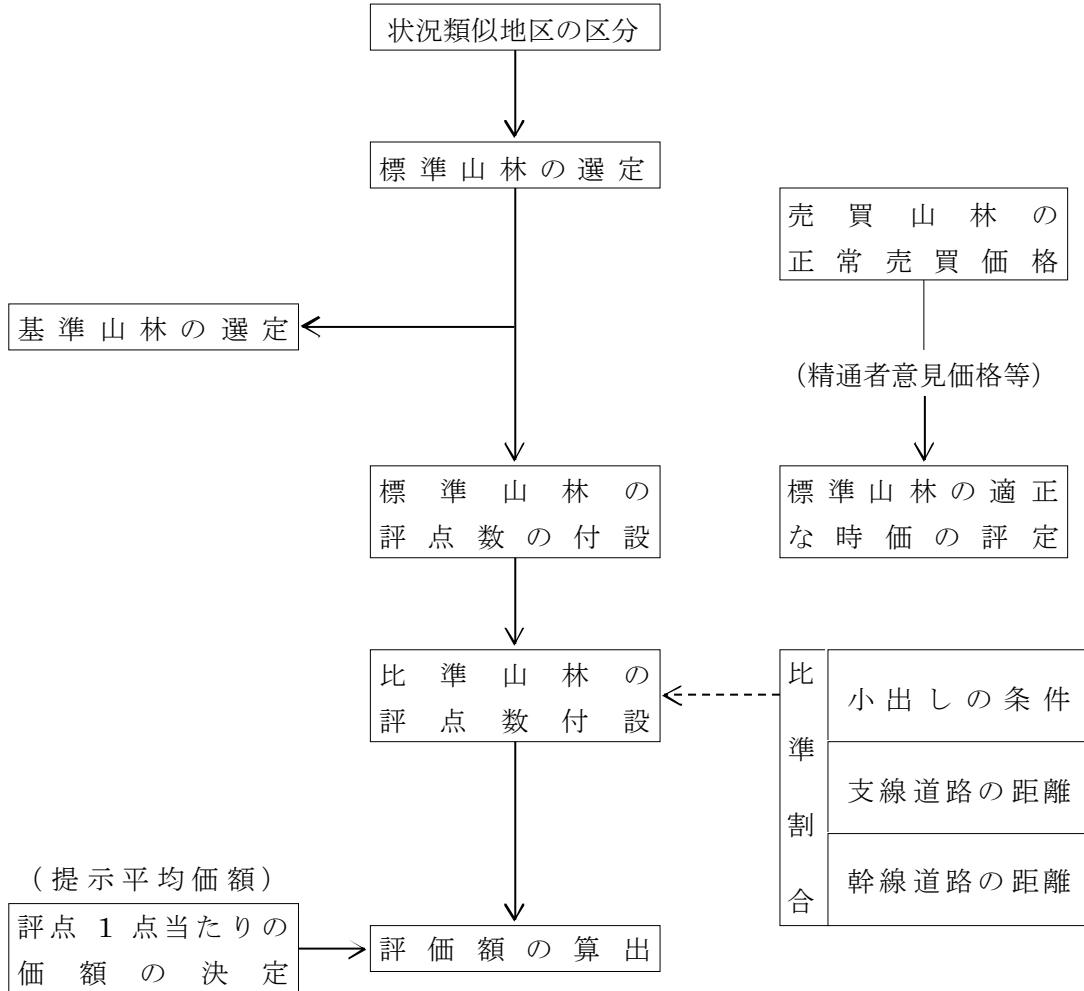 状況類似地区の区分
標準山林の選定
売買山林の
正常売買価格
基準山林の選定
(精通者意見価格等)
標準山林の
評点数の付設
標準山林の適正
な時価の評定
比準山林の
評点数付設
比準割合
小出しの条件
支線道路の距離
幹線道路の距離
(提示平均価額)
評点1点当たりの
価額の決定
評価額の算出